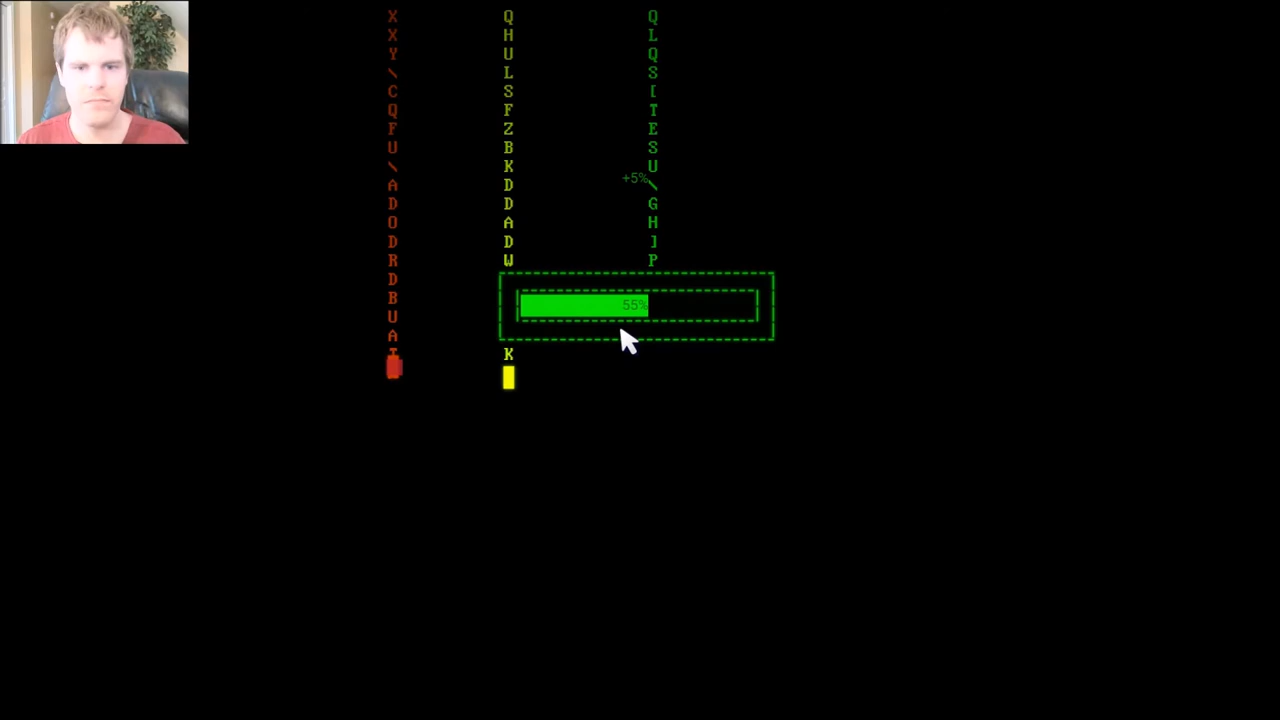 X Q Q
X H L
Y U Q
\ L S
C S [
Q F T
F Z E
U B S
\ K U
+5%
A D \
D D G
O A H
D D ]
R W P
D
B
55%
U
A
K